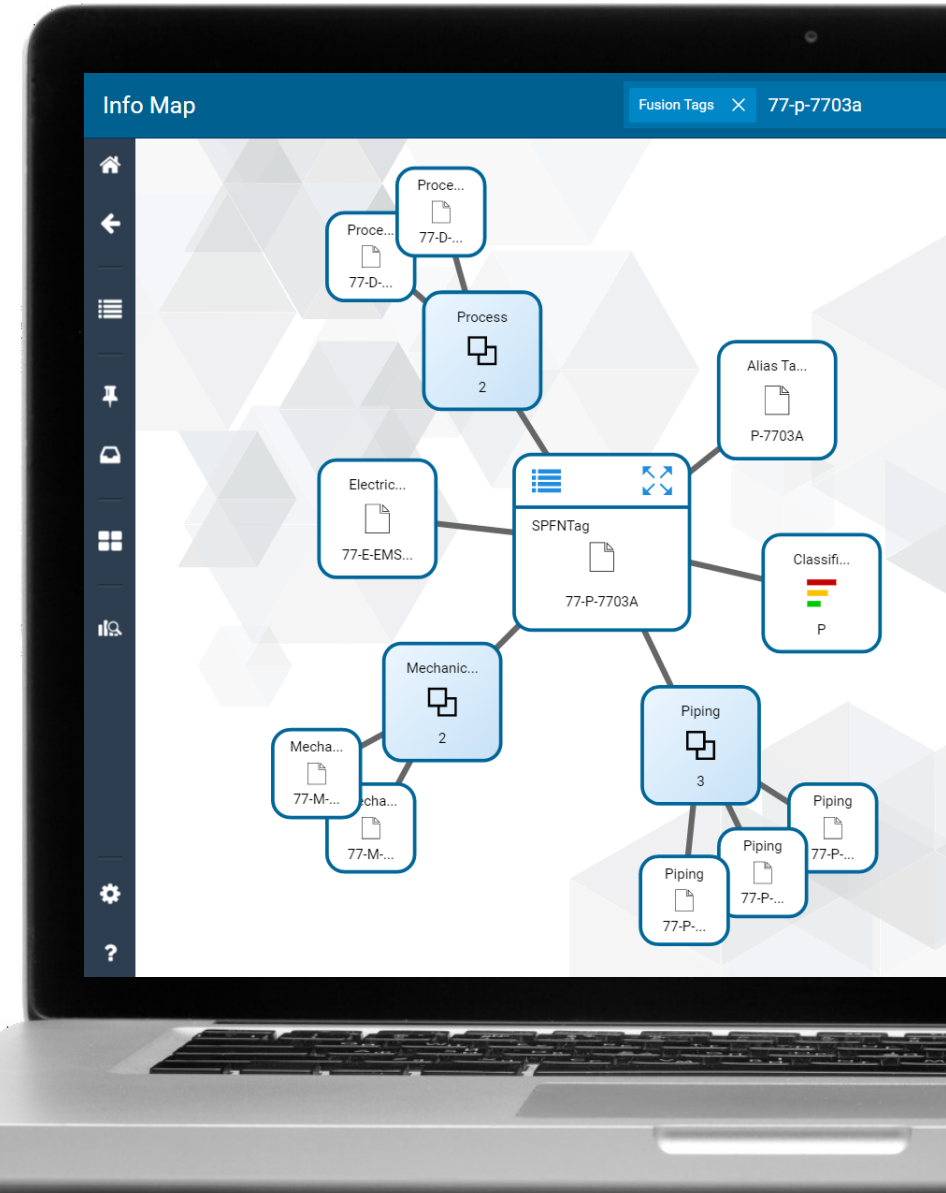 Info Map
Fusion Tags
77-p-7703a
Proce...
77-D-...
Proce...
77-D-...
Process
2
Alias Ta...
P-7703A
Electric...
77-E-EMS...
SPFNTag
77-P-7703A
Classifi...
P
Mechanic...
2
Piping
3
Mecha...
77-M-...
echa...
77-M-...
Piping
77-P-...
Piping
77-P-...
Piping
77-P-...
?